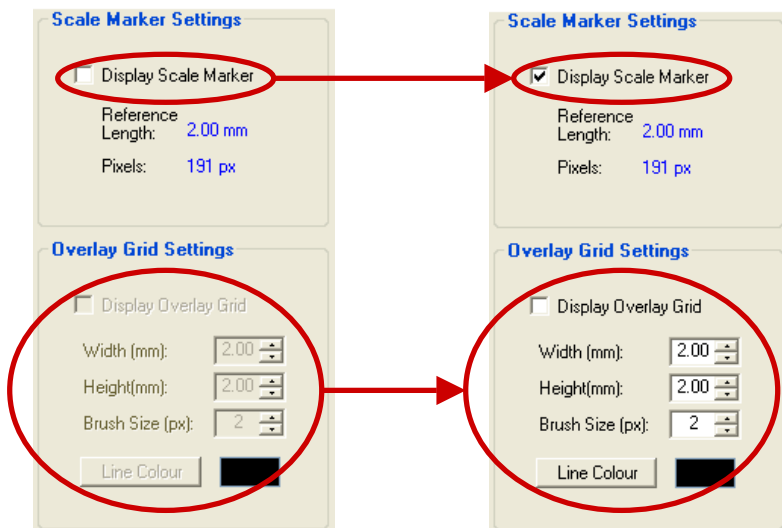 Scale Marker Settings
Display Scale Marker
Reference
Length: 2.00 mm
Pixels: 191 px
Overlay Grid Settings
Display Overlay Grid
Width (mm): 2.00
Height(mm): 2.00
Brush Size (px): 2
Line Colour
Scale Marker Settings
Display Scale Marker
Reference
Length: 2.00 mm
Pixels: 191 px
Overlay Grid Settings
Display Overlay Grid
Width (mm): 2.00
Height(mm): 2.00
Brush Size (px): 2
Line Colour